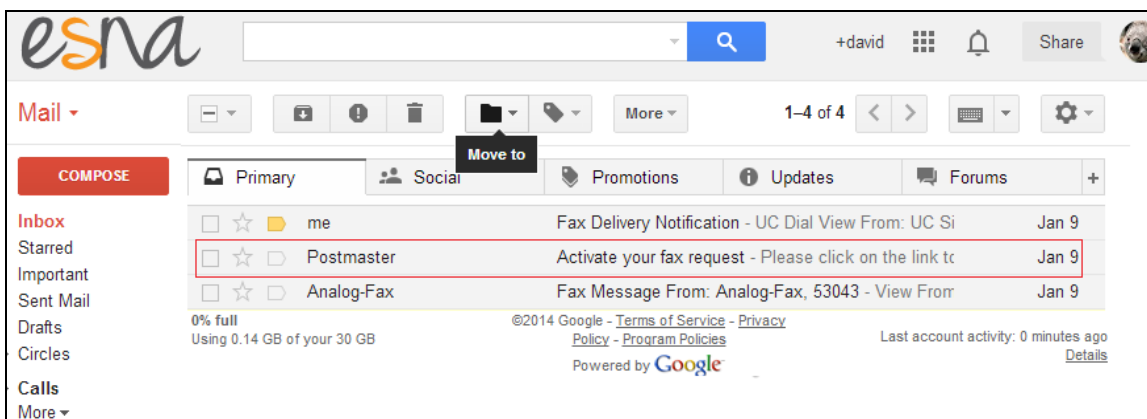 esna
+david Share
Mail
More 1–4 of 4
Move to
COMPOSE
Primary Social Promotions Updates Forums +
Inbox
Starred
Important
Sent Mail
Drafts
Circles
Calls
More
me Fax Delivery Notification - UC Dial View From: UC Si Jan 9
Postmaster Activate your fax request - Please click on the link to Jan 9
Analog-Fax Fax Message From: Analog-Fax, 53043 - View From Jan 9
0% full
Using 0.14 GB of your 30 GB
©2014 Google - Terms of Service - Privacy
Policy - Program Policies
Powered by Google
Last account activity: 0 minutes ago
Details